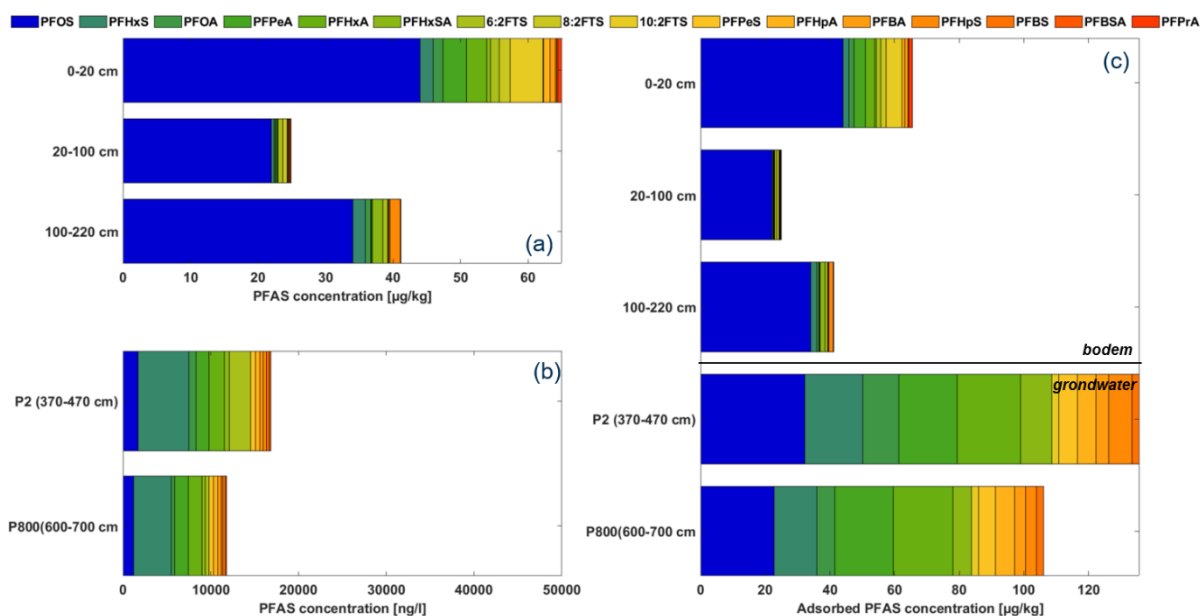 PFOS PFHxS PFOA PFPeA PFHxA PFHxSA 6:2FTS 8:2FTS 10:2FTS PFPeS PFHpA PFBA PFHpS PFBS PFBSA PFPrA
0-20 cm
20-100 cm
100-220 cm
(a)
0 10 20 30 40 50 60
PFAS concentration [µg/kg]
P2 (370-470 cm)
(b)
P800(600-700 cm
0 10000 20000 30000 40000 50000
PFAS concentration [ng/l]
(c)
0-20 cm
20-100 cm
100-220 cm
bodem
grondwater
P2 (370-470 cm)
P800(600-700 cm
0 20 40 60 80 100 120
Adsorbed PFAS concentration [µg/kg]